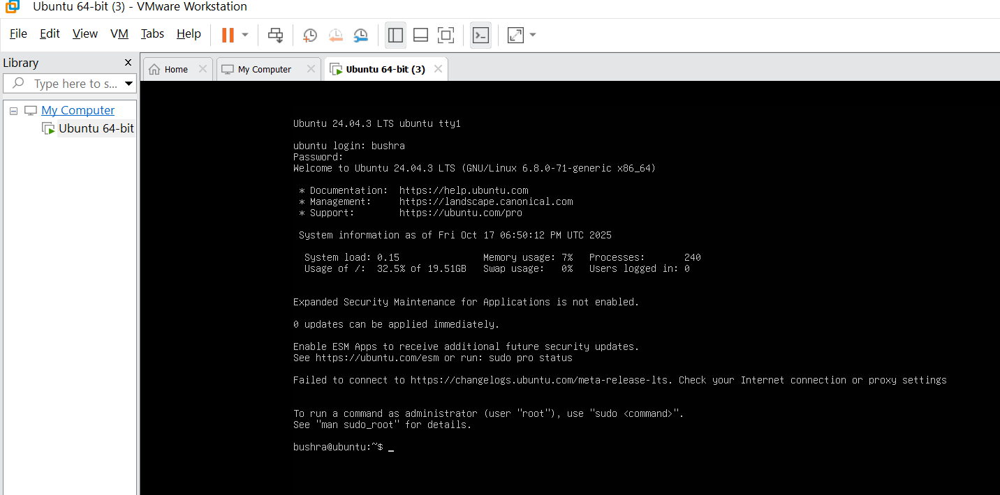 Ubuntu 64-bit (3) - VMware Workstation
File Edit View VM Tabs Help
Library
Home
My Computer
Ubuntu 64-bit (3)
Type here to s...
My Computer
Ubuntu 64-bit
Ubuntu 24.04.3 LTS ubuntu tty1
ubuntu login: bushra
Password:
Welcome to Ubuntu 24.04.3 LTS (GNU/Linux 6.8.0-71-generic x86_64)
* Documentation: https://help.ubuntu.com
* Management: https://landscape.canonical.com
* Support: https://ubuntu.com/pro
System information as of Fri Oct 17 06:50:12 PM UTC 2025
System load: 0.15 Memory usage: 7% Processes: 240
Usage of /: 32.5% of 19.51GB Swap usage: 0% Users logged in: 0
Expanded Security Maintenance for Applications is not enabled.
0 updates can be applied immediately.
Enable ESM Apps to receive additional future security updates.
See https://ubuntu.com/esm or run: sudo pro status
Failed to connect to https://changelogs.ubuntu.com/meta-release-lts. Check your Internet connection or proxy settings
To run a command as administrator (user "root"), use "sudo <command>".
See "man sudo_root" for details.
bushra@ubuntu:~$ _